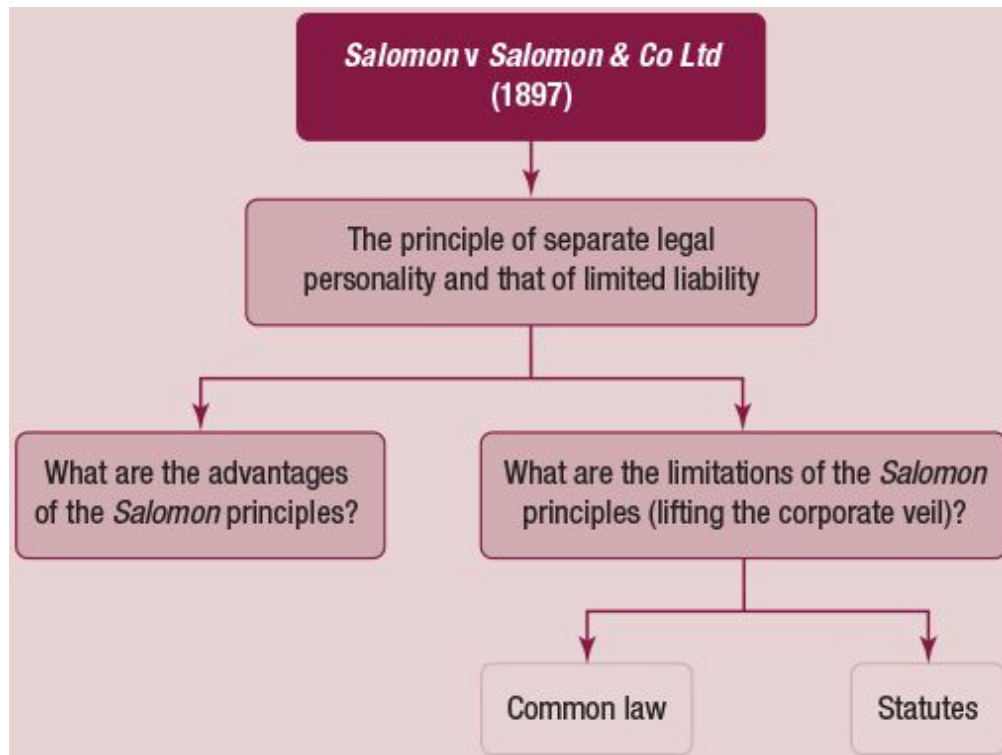 Salomon v Salomon & Co Ltd
(1897)
The principle of separate legal
personality and that of limited liability
What are the advantages
of the Salomon principles?
What are the limitations of the Salomon
principles (lifting the corporate veil)?
Common law
Statutes